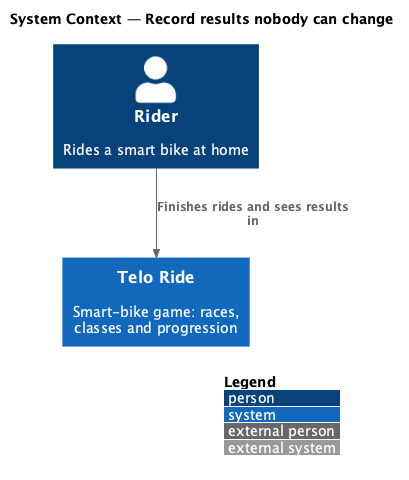 System Context — Record results nobody can change
Rider
Rides a smart bike at home
Finishes rides and sees results
in
Telo Ride
Smart-bike game: races,
classes and progression
Legend
person
system
external person
external system